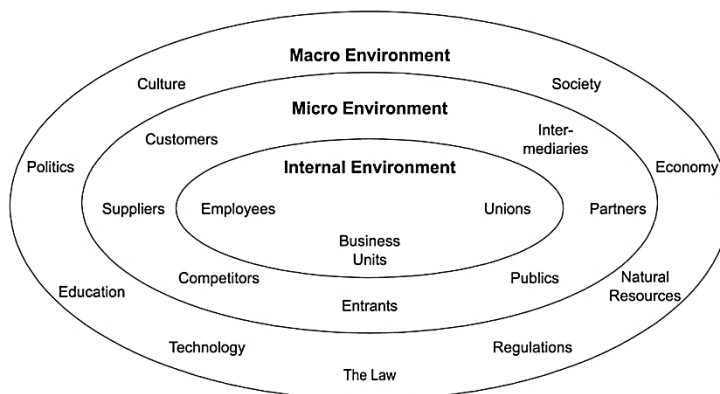 Macro Environment
Culture
Society
Micro Environment
Customers
Inter-
mediaries
Politics
Internal Environment
Economy
Suppliers
Employees
Unions
Partners
Business
Units
Competitors
Publics
Natural
Resources
Education
Entrants
Technology
Regulations
The Law